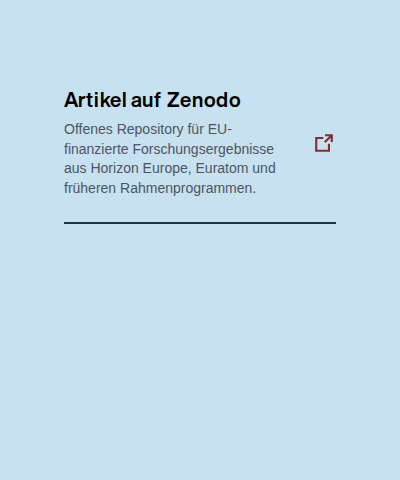 Artikel auf Zenodo
Offenes Repository für EU-
finanzierte Forschungsergebnisse
aus Horizon Europe, Euratom und
früheren Rahmenprogrammen.